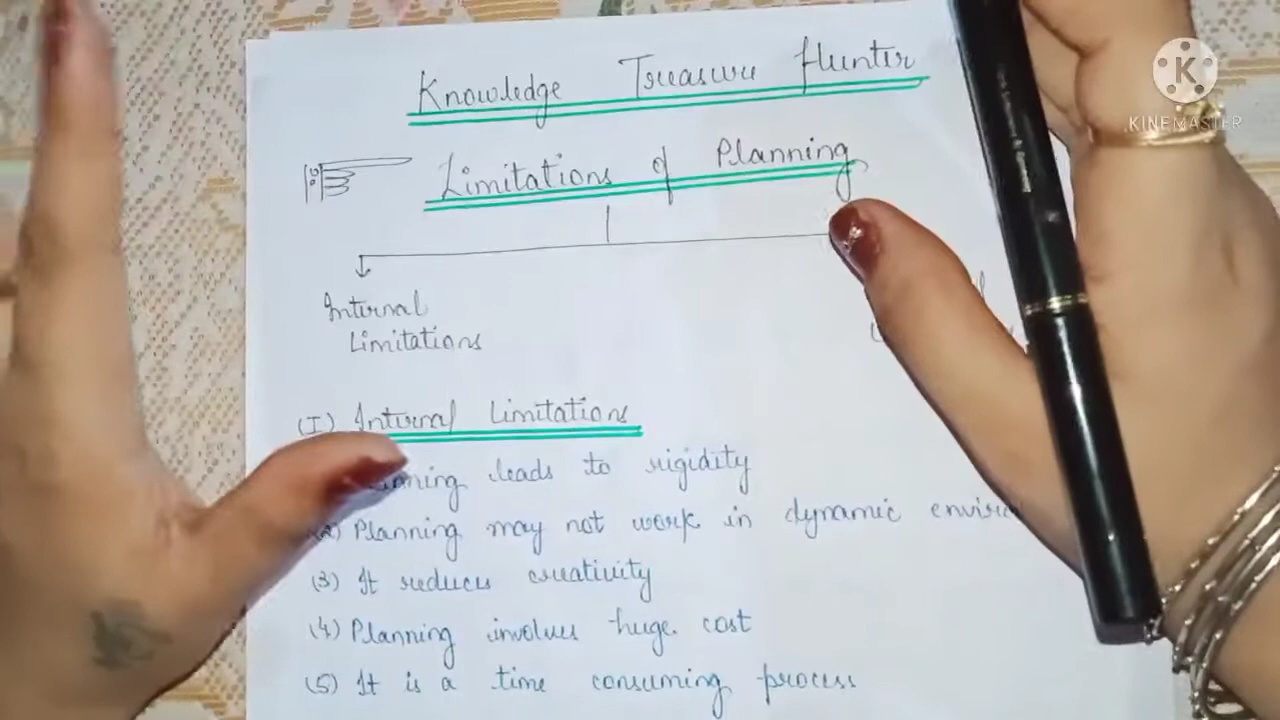 Knowledge Treasure Hunter
K
KINEMASTER
Limitations of Planning
Internal
Limitations
(I) Internal Limitations
leads to rigidity
(2) Planning may not work in dynamic
(3) It reduces creativity
(4) Planning involves huge cost
(5) It is a time consuming process